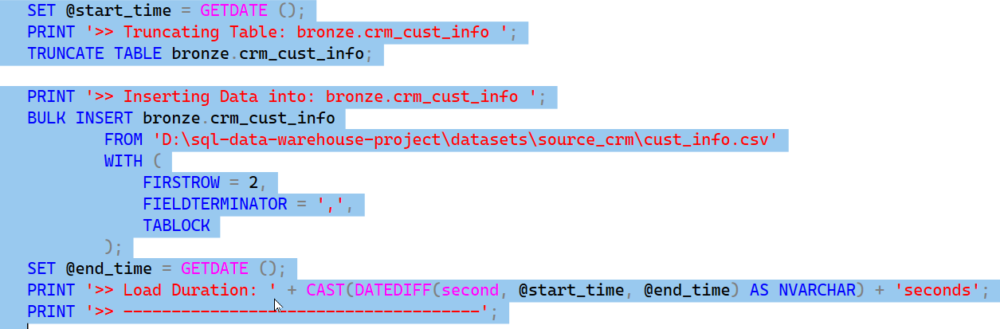 SET @start_time = GETDATE ();
PRINT '>> Truncating Table: bronze.crm_cust_info ';
TRUNCATE TABLE bronze.crm_cust_info;
PRINT '>> Inserting Data into: bronze.crm_cust_info ';
BULK INSERT bronze.crm_cust_info
FROM 'D:\sql-data-warehouse-project\datasets\source_crm\cust_info.csv'
WITH (
FIRSTROW = 2,
FIELDTERMINATOR = ',',
TABLOCK
);
SET @end_time = GETDATE ();
PRINT '>> Load Duration: ' + CAST(DATEDIFF(second, @start_time, @end_time) AS NVARCHAR) + 'seconds';
PRINT '>> -------------------------------------';